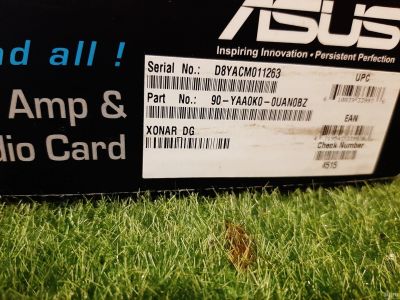 ASUS
Inspiring Innovation • Persistent Perfection
nd all !
Amp &
dio Card
Serial No.: D8YACM011263
UPC
Part No.: 90-YAA0K0-0UAN0BZ
EAN
XONAR DG
Check Number
X515